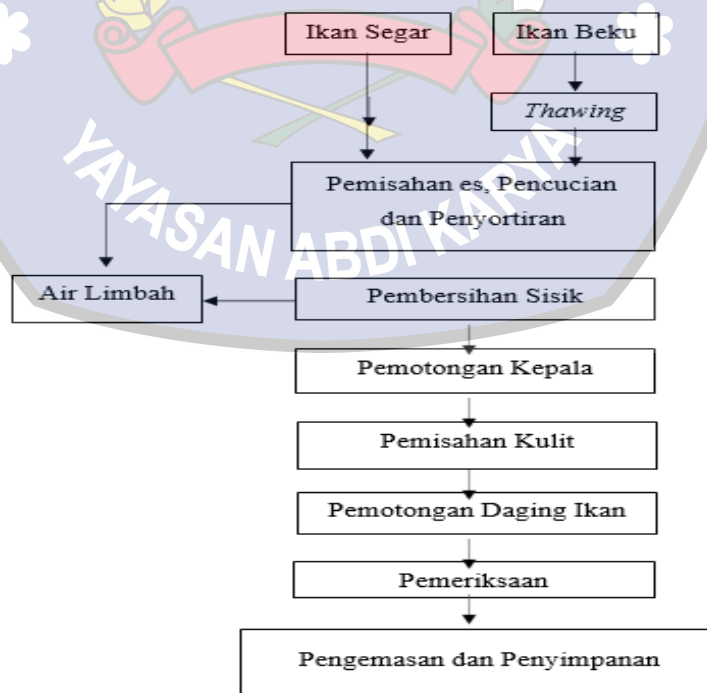 Ikan Segar
Ikan Beku
Thawing
Pemisahan es, Pencucian
dan Penyortiran
Air Limbah
Pembersihan Sisik
Pemotongan Kepala
Pemisahan Kulit
Pemotongan Daging Ikan
Pemeriksaan
Pengemasan dan Penyimpanan
YAYASAN ABDI KARYA